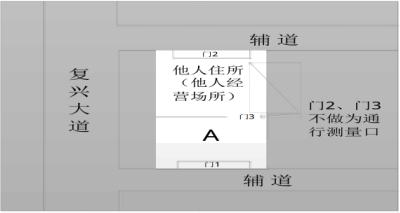 辅道
门2
他人住所
（他人经
营场所）
复
兴
大
道
门2、门3
不做为通
行测量口
门3
A
门1
辅道